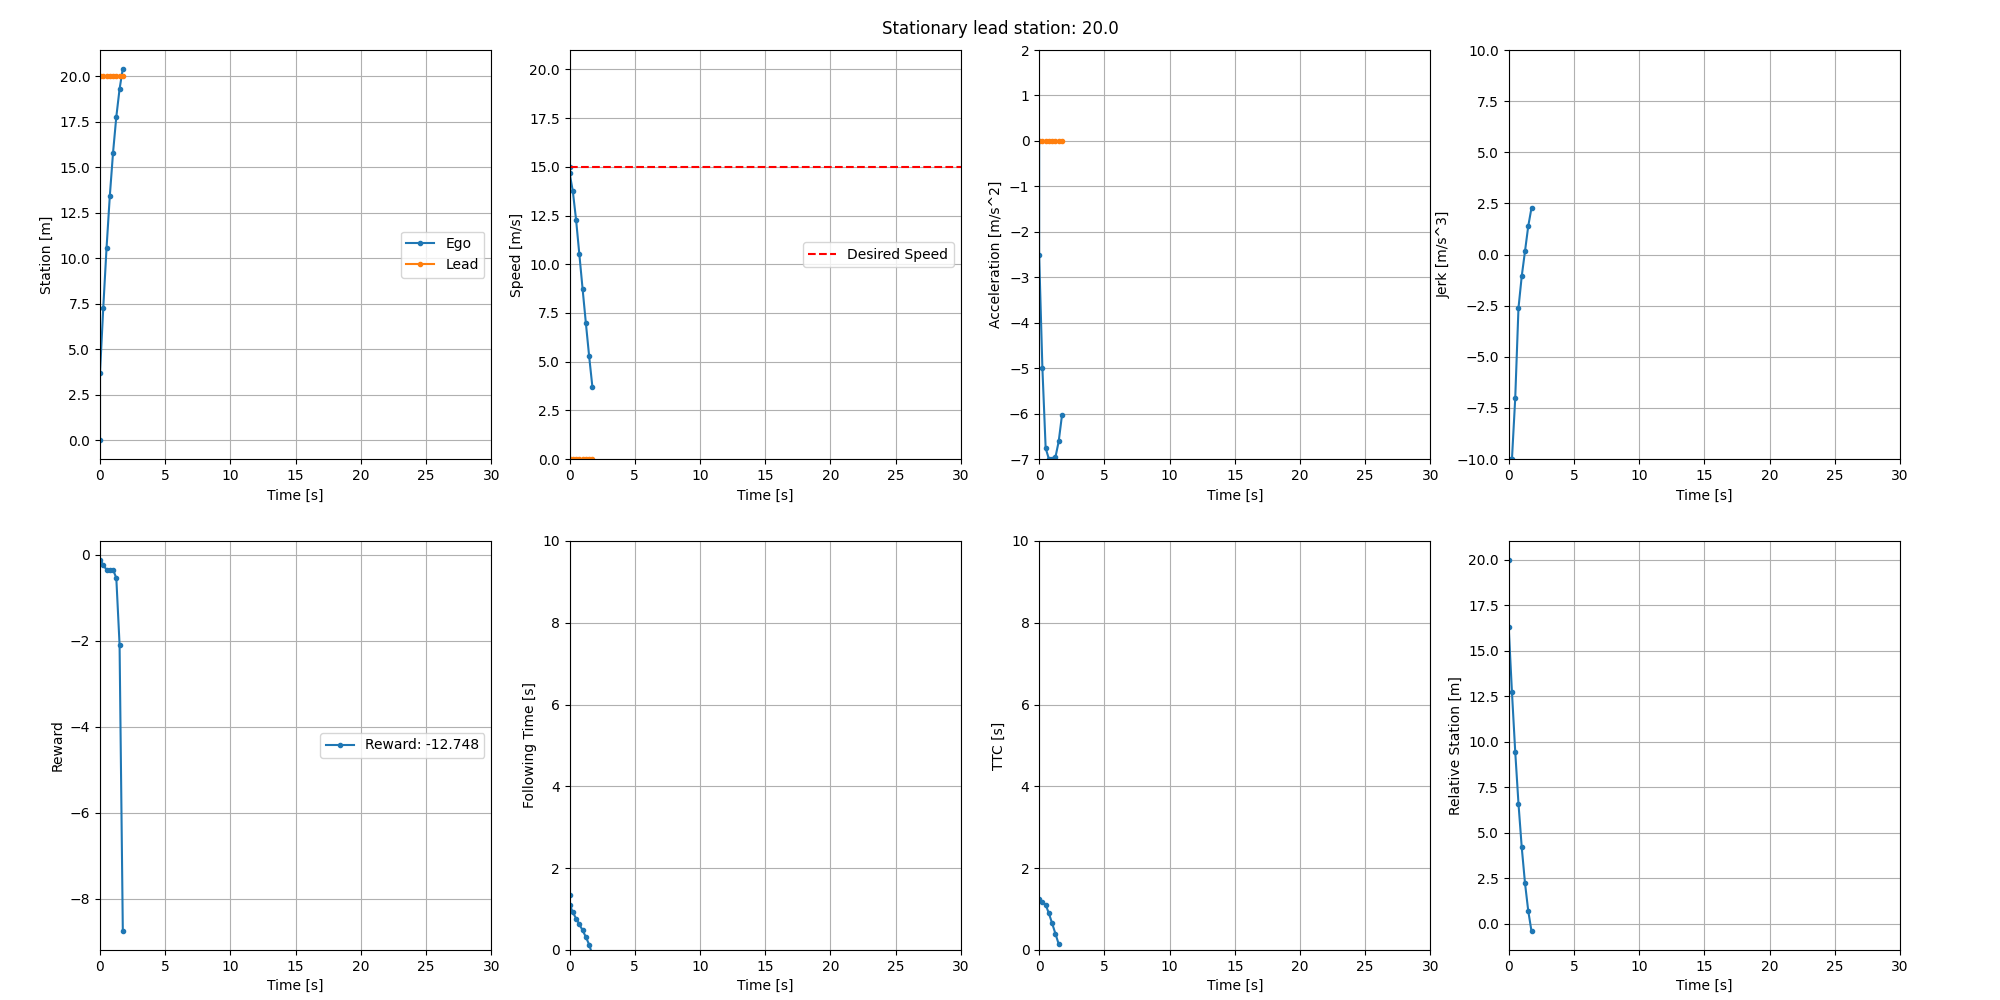 Stationary lead station: 20.0
Station [m]
20.0
17.5
15.0
12.5
10.0
7.5
5.0
2.5
0.0
Ego
Lead
0 5 10 15 20 25 30
Time [s]
Speed [m/s]
20.0
17.5
15.0
12.5
10.0
7.5
5.0
2.5
0.0
Desired Speed
0 5 10 15 20 25 30
Time [s]
Acceleration [m/s^2]
2
1
0
−1
−2
−3
−4
−5
−6
−7
0 5 10 15 20 25 30
Time [s]
Jerk [m/s^3]
10.0
7.5
5.0
2.5
0.0
−2.5
−5.0
−7.5
−10.0
0 5 10 15 20 25 30
Time [s]
Reward
0
−2
−4
−6
−8
Reward: -12.748
0 5 10 15 20 25 30
Time [s]
Following Time [s]
10
8
6
4
2
0
0 5 10 15 20 25 30
Time [s]
TTC [s]
10
8
6
4
2
0
0 5 10 15 20 25 30
Time [s]
Relative Station [m]
20.0
17.5
15.0
12.5
10.0
7.5
5.0
2.5
0.0
0 5 10 15 20 25 30
Time [s]